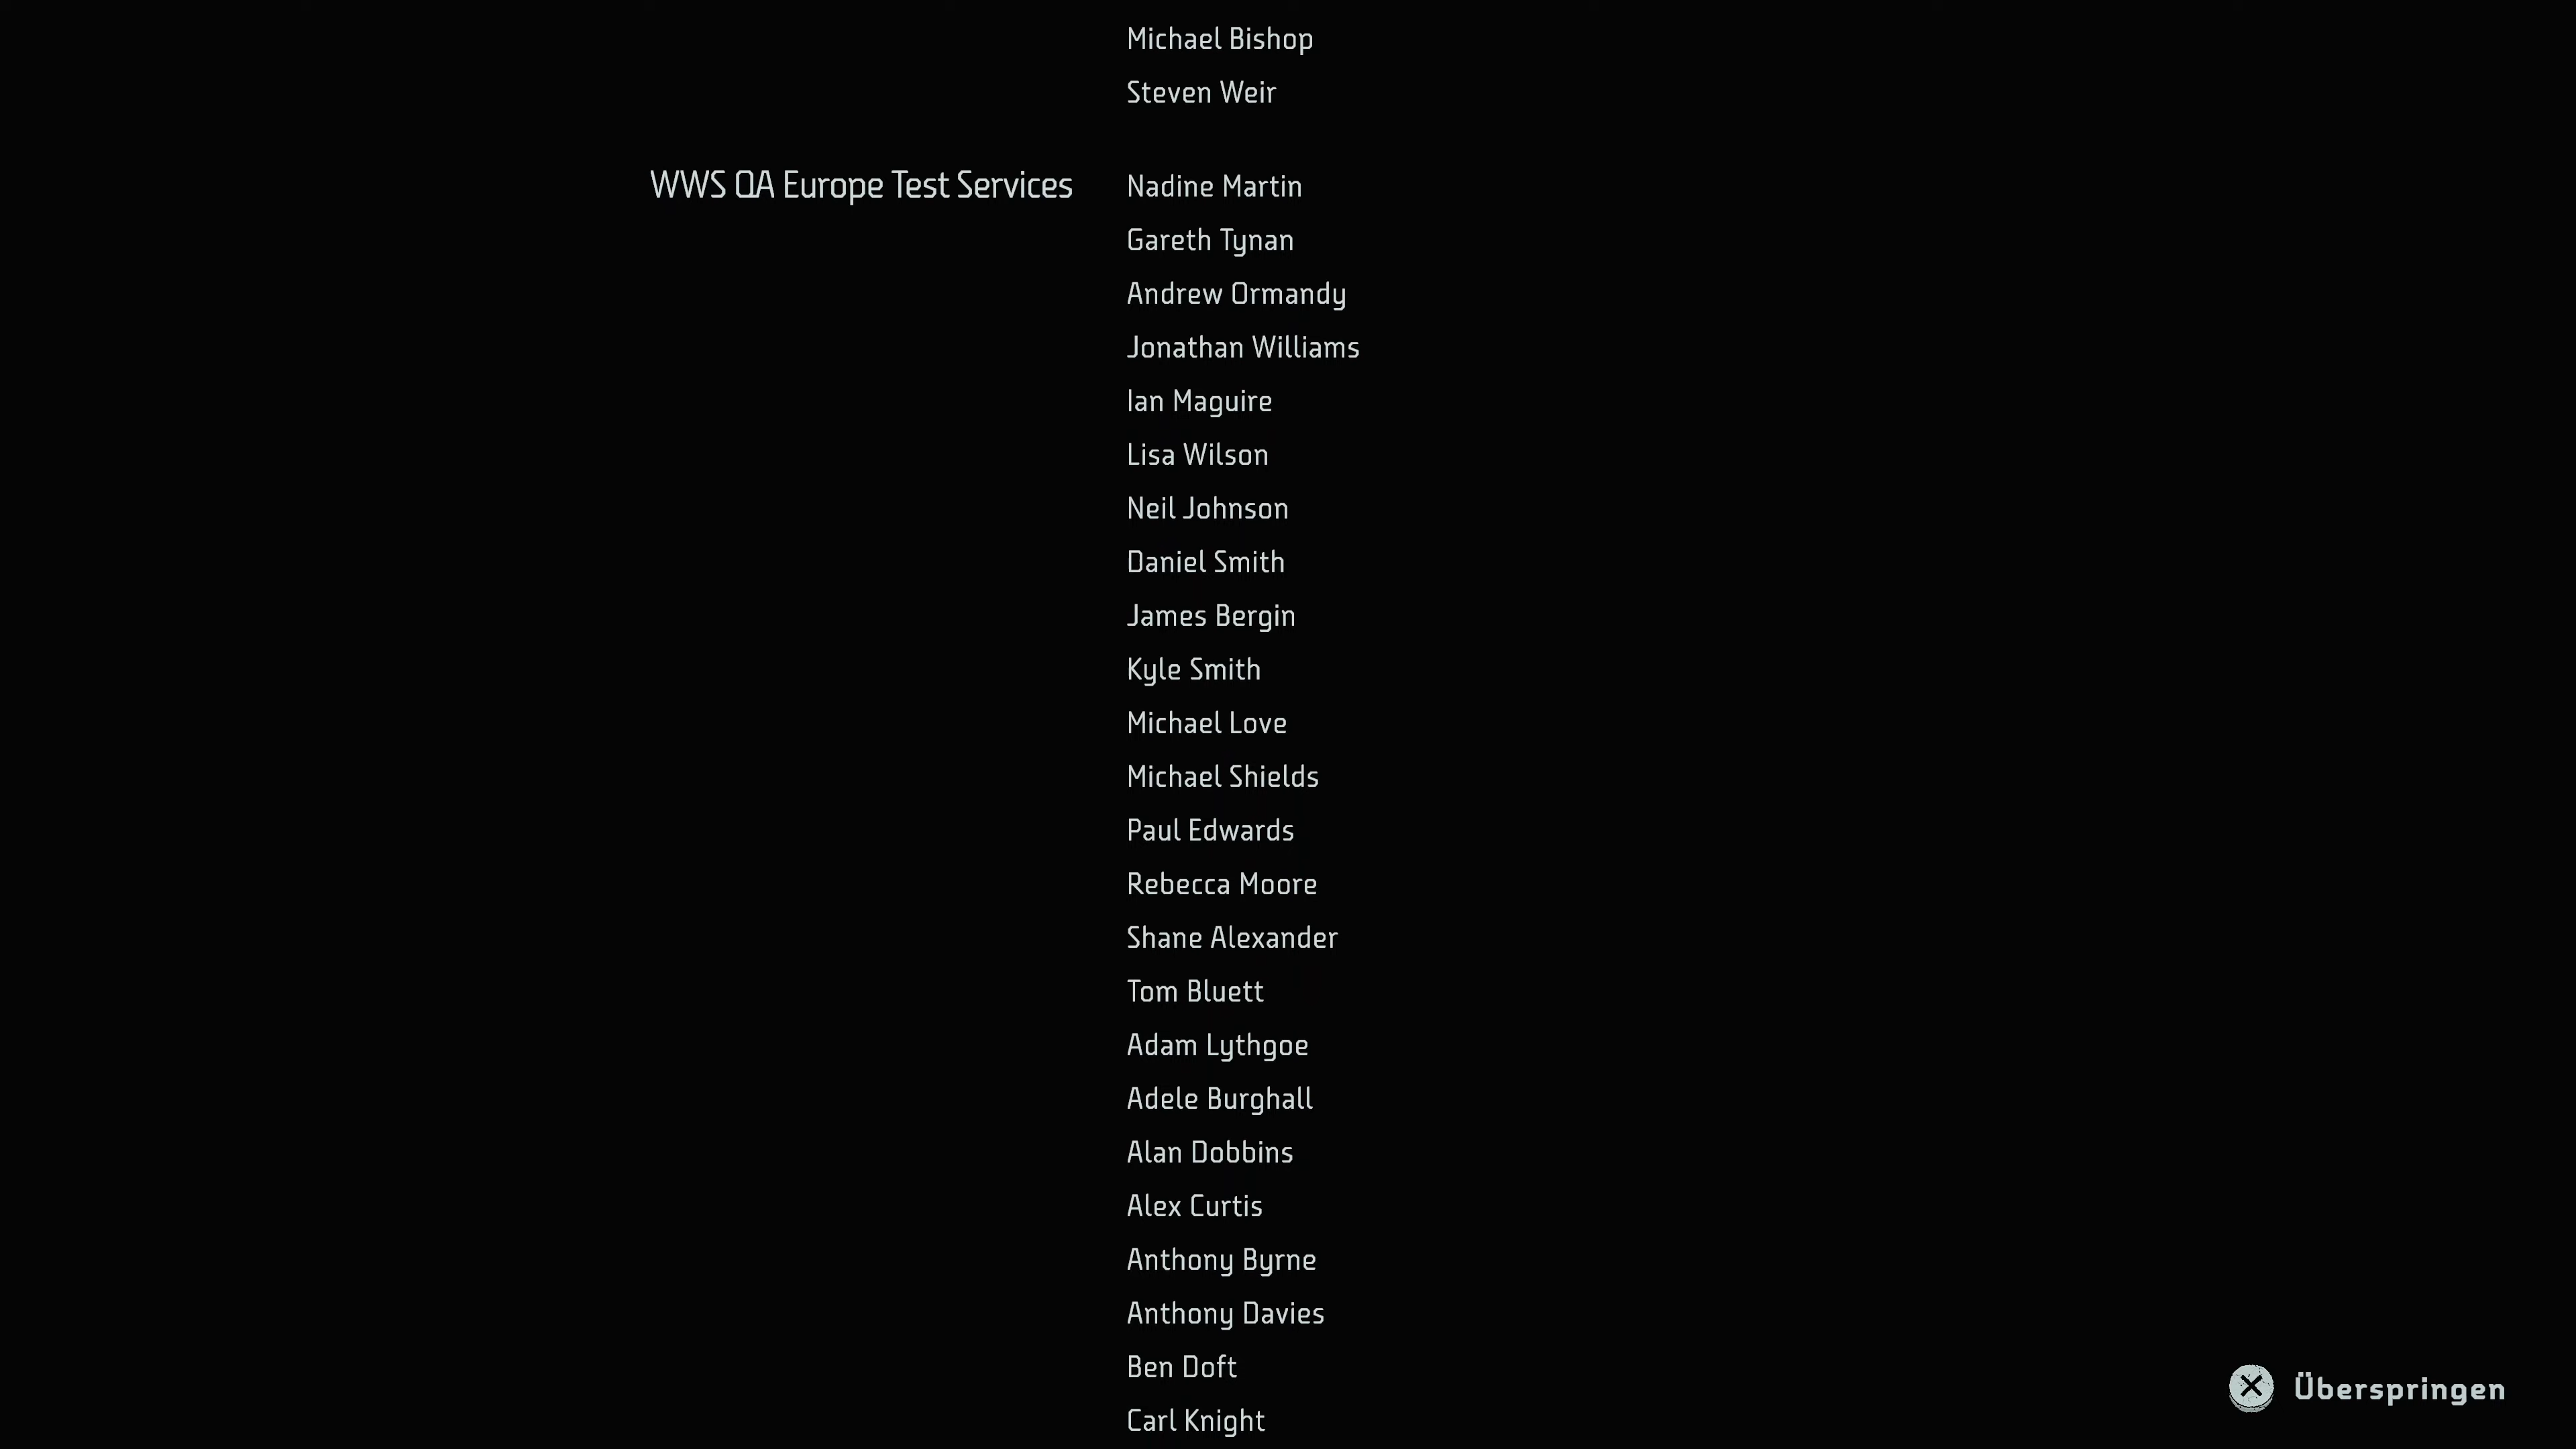 Michael Bishop
Steven Weir
WWS QA Europe Test Services
Nadine Martin
Gareth Tynan
Andrew Ormandy
Jonathan Williams
Ian Maguire
Lisa Wilson
Neil Johnson
Daniel Smith
James Bergin
Kyle Smith
Michael Love
Michael Shields
Paul Edwards
Rebecca Moore
Shane Alexander
Tom Bluett
Adam Lythgoe
Adele Burghall
Alan Dobbins
Alex Curtis
Anthony Byrne
Anthony Davies
Ben Doft
Carl Knight
Überspringen